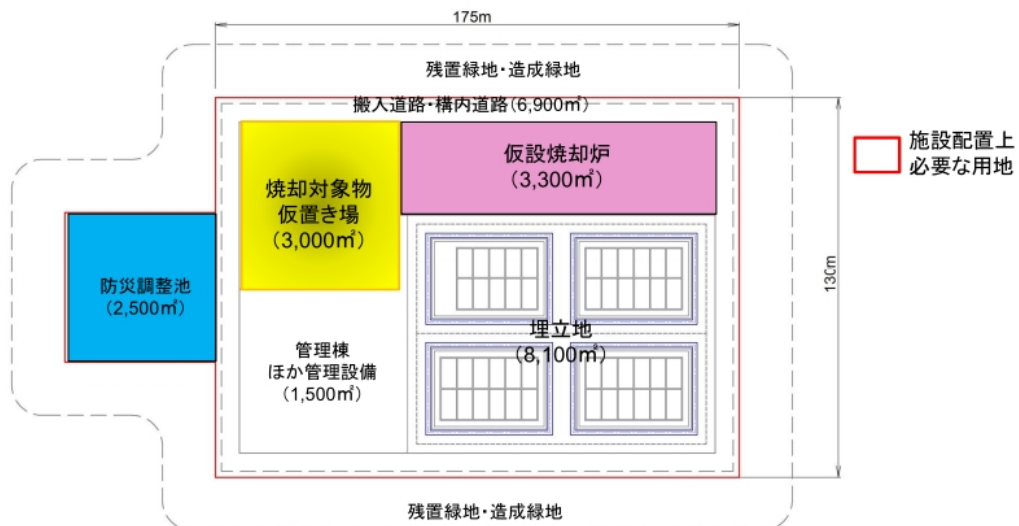 175m
残置緑地・造成緑地
搬入道路・構内道路(6,900㎡)
仮設焼却炉
(3,300㎡)
施設配置上
必要な用地
焼却対象物
仮置き場
(3,000㎡)
防災調整池
(2,500㎡)
130m
埋立地
(8,100㎡)
管理棟
ほか管理設備
(1,500㎡)
残置緑地・造成緑地